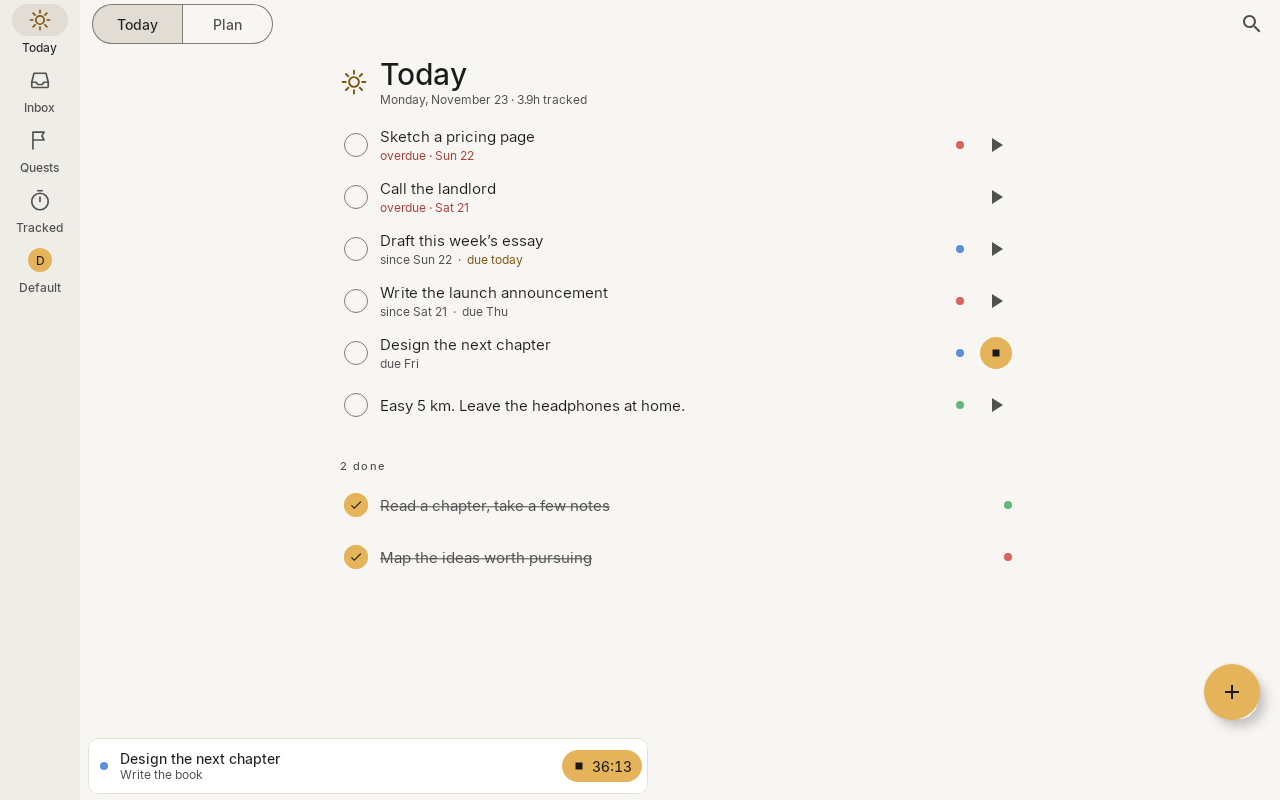 Today
Inbox
Quests
Tracked
D
Default
Today
Plan
Today
Monday, November 23 · 3.9h tracked
Sketch a pricing page
overdue · Sun 22
Call the landlord
overdue · Sat 21
Draft this week’s essay
since Sun 22 · due today
Write the launch announcement
since Sat 21 · due Thu
Design the next chapter
due Fri
Easy 5 km. Leave the headphones at home.
2 done
Read a chapter, take a few notes
Map the ideas worth pursuing
Design the next chapter
Write the book
36:13